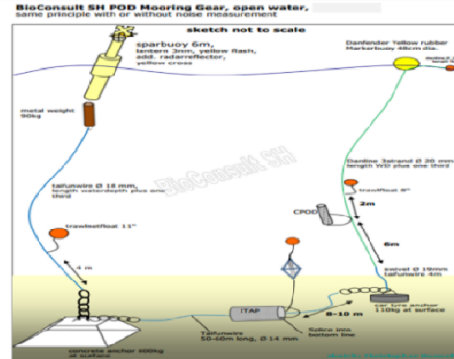 BioConsult SH POD Mooring Gear, open water,
same principle with or without noise measurement
sketch not to scale
sparbuoy 6m,
lantern 3nm, yellow flash,
add. radarreflector,
yellow cross
Danfender Yellow rubber
Markerbuoy 48cm dia.
metal weight
90kg
BioConsult SH
taifunwire Ø 18 mm,
length waterdepth plus one
third
Danline 3strand Ø 20 mm
length WD plus one third
trawlfloat 8"
2m
CPOD
trawlnetfloat 11"
6m
4 m
swivel Ø 19mm
taifunwire 4m
ITAP
8-10 m
car tire anchor
110kg at surface
Taifunwire
50-60m long, Ø 14 mm
Splice into
bottom line
concrete anchor 600kg
at surface